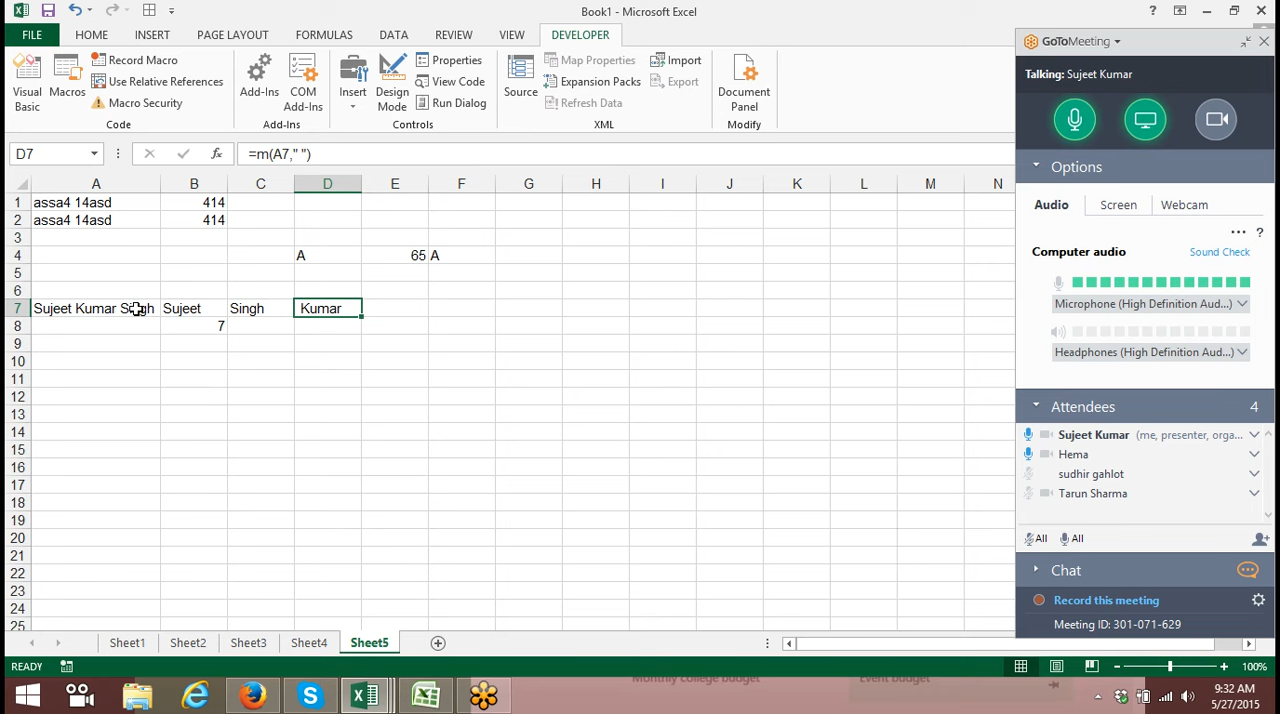 Book1 - Microsoft Excel
FILE HOME INSERT PAGE LAYOUT FORMULAS DATA REVIEW VIEW DEVELOPER
Visual Basic
Macros
Record Macro
Use Relative References
Macro Security
Code
Add-Ins
COM Add-Ins
Add-Ins
Insert
Design Mode
Properties
View Code
Run Dialog
Controls
Source
Map Properties
Expansion Packs
Refresh Data
Import
Export
XML
Document Panel
Modify
D7 fx =m(A7," ")
A B C D E F G H I J K L M N
1 assa4 14asd 414
2 assa4 14asd 414
3
4 A 65 A
5
6
7 Sujeet Kumar Singh Sujeet Singh Kumar
8 7
9
10
11
12
13
14
15
16
17
18
19
20
21
22
23
24
25
Sheet1 Sheet2 Sheet3 Sheet4 Sheet5
READY 100%
GoToMeeting
Talking: Sujeet Kumar
Options
Audio Screen Webcam
... ?
Computer audio Sound Check
Microphone (High Definition Aud...)
Headphones (High Definition Aud...)
Attendees 4
Sujeet Kumar (me, presenter, orga...
Hema
sudhir gahlot
Tarun Sharma
All All
Chat
Record this meeting
Meeting ID: 301-071-629
Monthly college budget Event budget
9:32 AM
5/27/2015